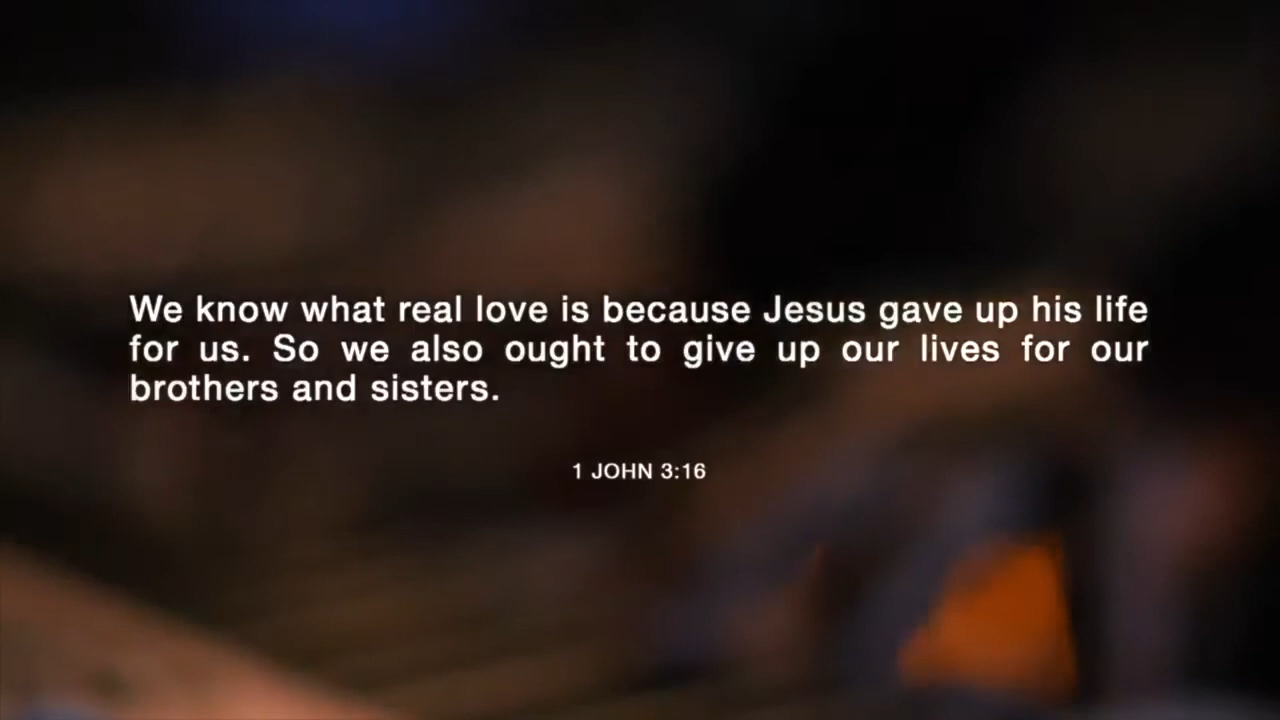 We know what real love is because Jesus gave up his life
for us. So we also ought to give up our lives for our
brothers and sisters.
1 JOHN 3:16